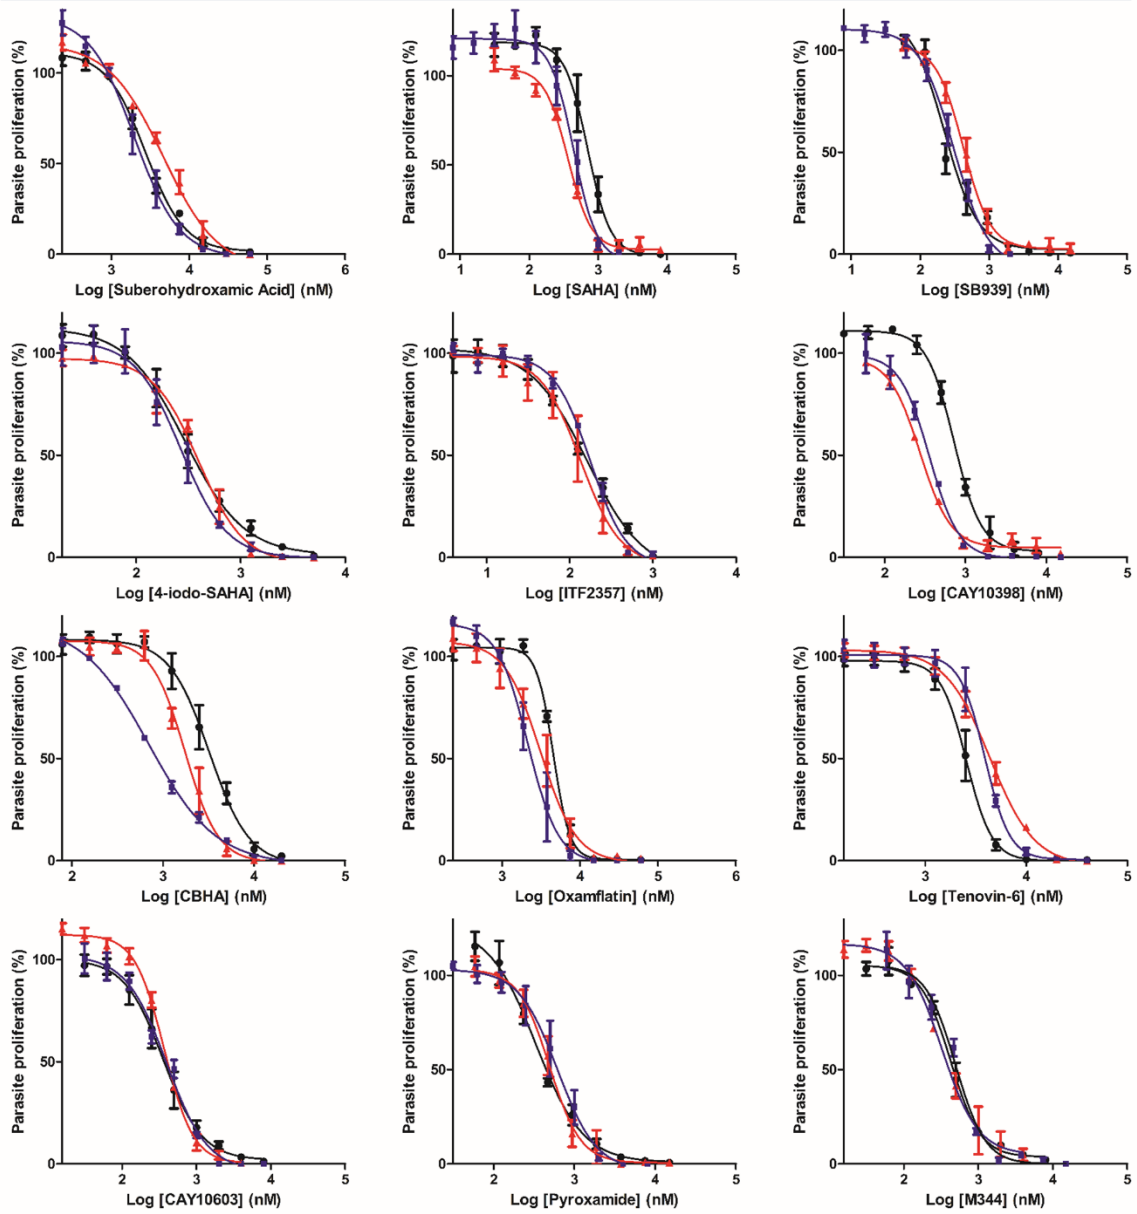 Parasite proliferation (%)
100
50
0
3 4 5 6
Log [Suberohydroxamic Acid] (nM)
Parasite proliferation (%)
100
50
0
1 2 3 4 5
Log [SAHA] (nM)
Parasite proliferation (%)
100
50
0
1 2 3 4 5
Log [SB939] (nM)
Parasite proliferation (%)
100
50
0
2 3 4
Log [4-iodo-SAHA] (nM)
Parasite proliferation (%)
100
50
0
1 2 3 4
Log [ITF2357] (nM)
Parasite proliferation (%)
100
50
0
2 3 4 5
Log [CAY10398] (nM)
Parasite proliferation (%)
100
50
0
2 3 4 5
Log [CBHA] (nM)
Parasite proliferation (%)
100
50
0
3 4 5 6
Log [Oxamflatin] (nM)
Parasite proliferation (%)
100
50
0
3 4 5
Log [Tenovin-6] (nM)
Parasite proliferation (%)
100
50
0
2 3 4 5
Log [CAY10603] (nM)
Parasite proliferation (%)
100
50
0
2 3 4 5
Log [Pyroxamide] (nM)
Parasite proliferation (%)
100
50
0
2 3 4 5
Log [M344] (nM)